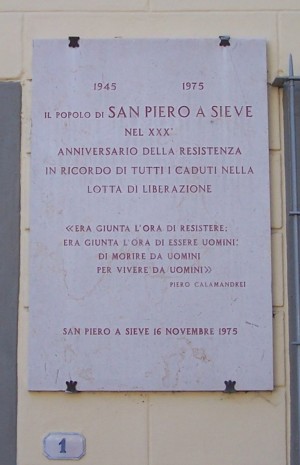 1945 1975
IL POPOLO DI SAN PIERO A SIEVE
NEL XXX°
ANNIVERSARIO DELLA RESISTENZA
IN RICORDO DI TUTTI I CADUTI NELLA
LOTTA DI LIBERAZIONE
«ERA GIUNTA L'ORA DI RESISTERE;
ERA GIUNTA L'ORA DI ESSERE UOMINI:
DI MORIRE DA UOMINI
PER VIVERE DA UOMINI»
PIERO CALAMANDREI
SAN PIERO A SIEVE 16 NOVEMBRE 1975
1